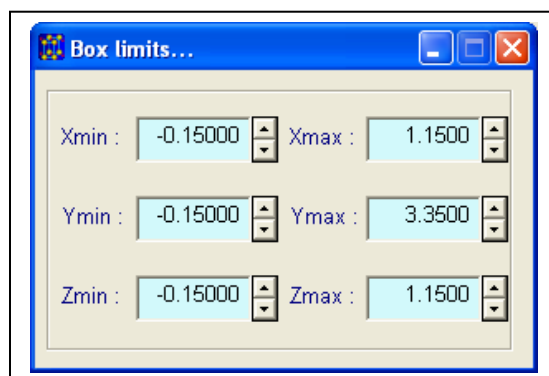 Box limits...
Xmin : -0.15000 Xmax : 1.1500
Ymin : -0.15000 Ymax : 3.3500
Zmin : -0.15000 Zmax : 1.1500